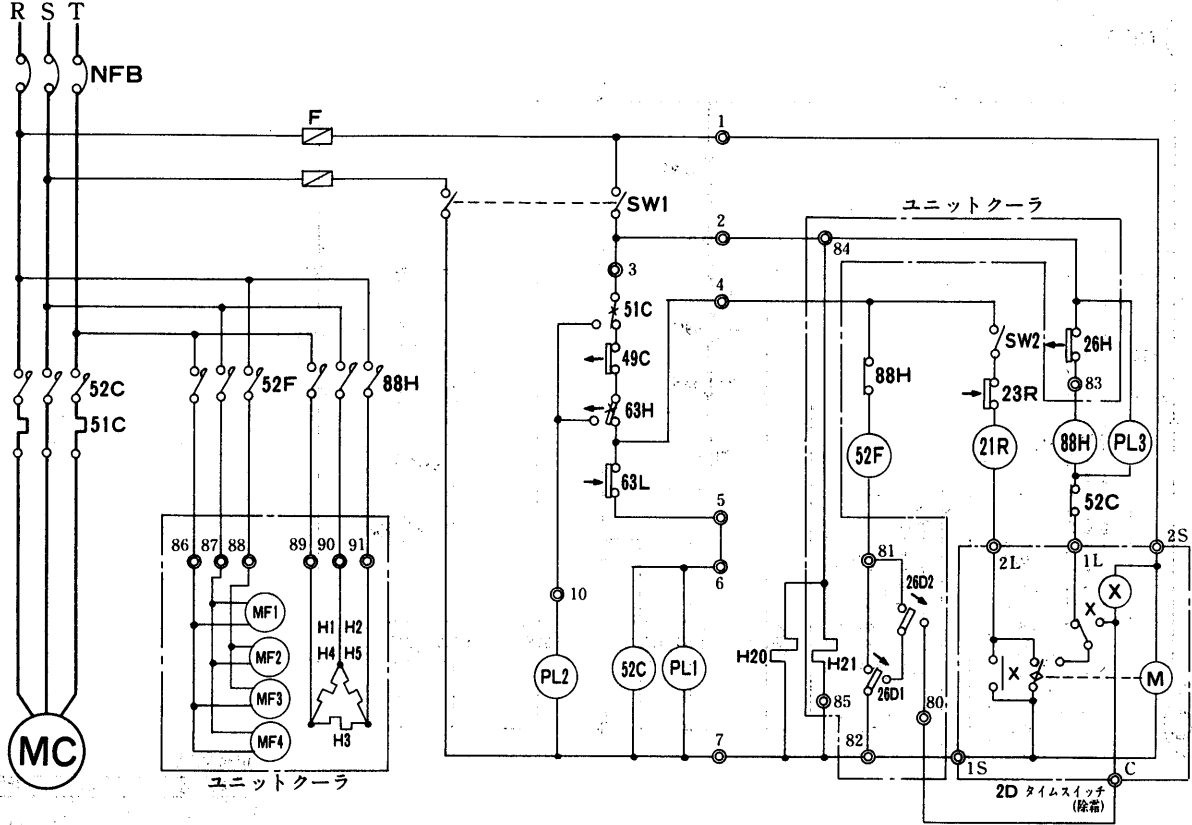 R S T
NFB
F
1
SW1
ユニットクーラ
2
84
3
4
51C
SW2
26H
49C
88H
83
52C
52F
88H
63H
23R
51C
52F
21R
88H
PL3
63L
52C
5
86 87 88 89 90 91
81
2L
1L
2S
6
26D2
X
10
MF1
X
H1 H2
MF2
H4 H5
PL2
52C
PL1
H20
H21
X
M
MF3
26D1
85
80
MC
MF4
H3
7
82
1S
C
ユニットクーラ
2D タイムスイッチ
(除霜)